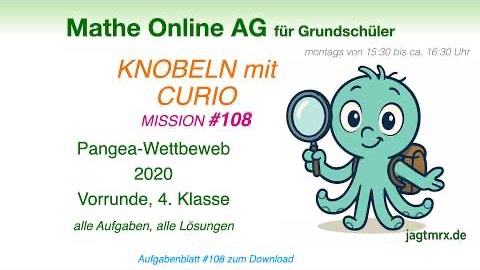 Mathe Online AG für Grundschüler
montags von 15:30 bis ca. 16:30 Uhr
KNOBELN mit
CURIO
MISSION #108
Pangea-Wettbeweb
2020
Vorrunde, 4. Klasse
alle Aufgaben, alle Lösungen
jagtmrx.de
Aufgabenblatt #108 zum Download